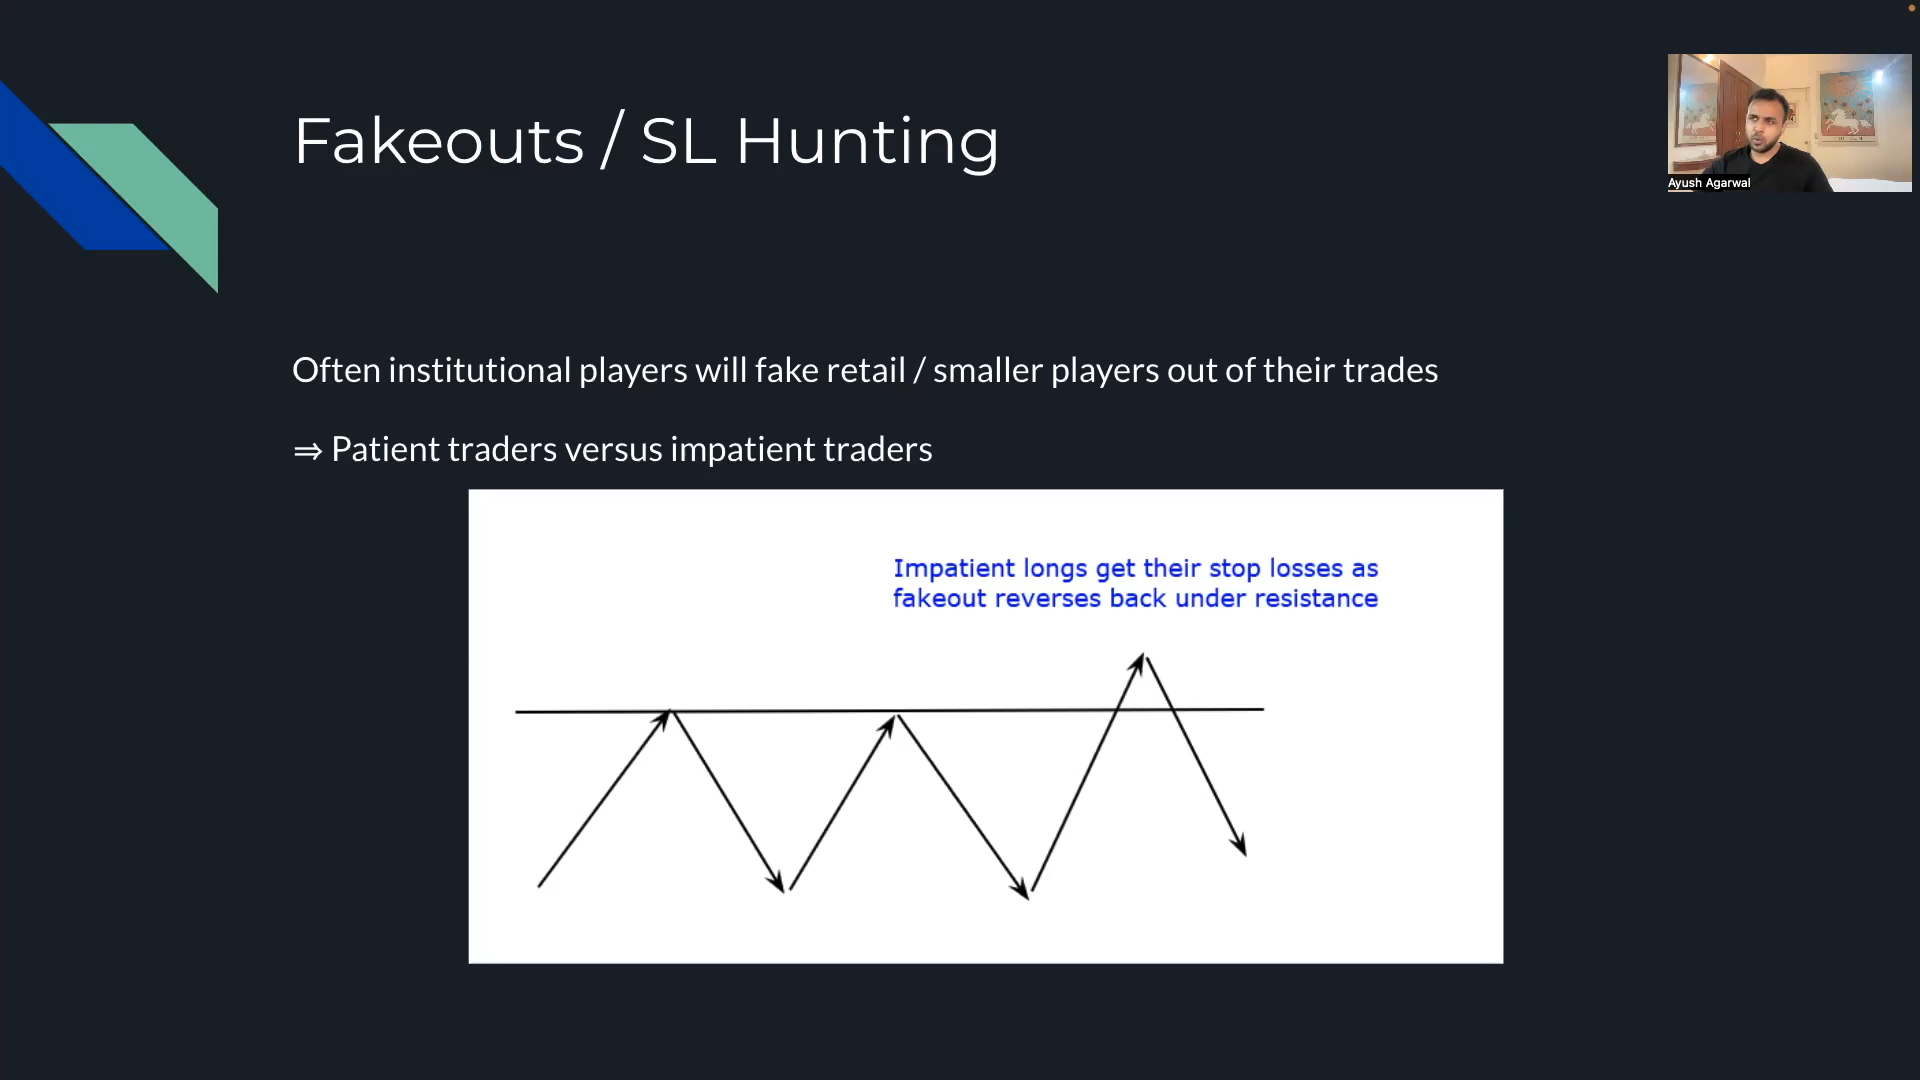 Fakeouts / SL Hunting
Ayush Agarwal
Often institutional players will fake retail / smaller players out of their trades
⇒ Patient traders versus impatient traders
Impatient longs get their stop losses as
fakeout reverses back under resistance